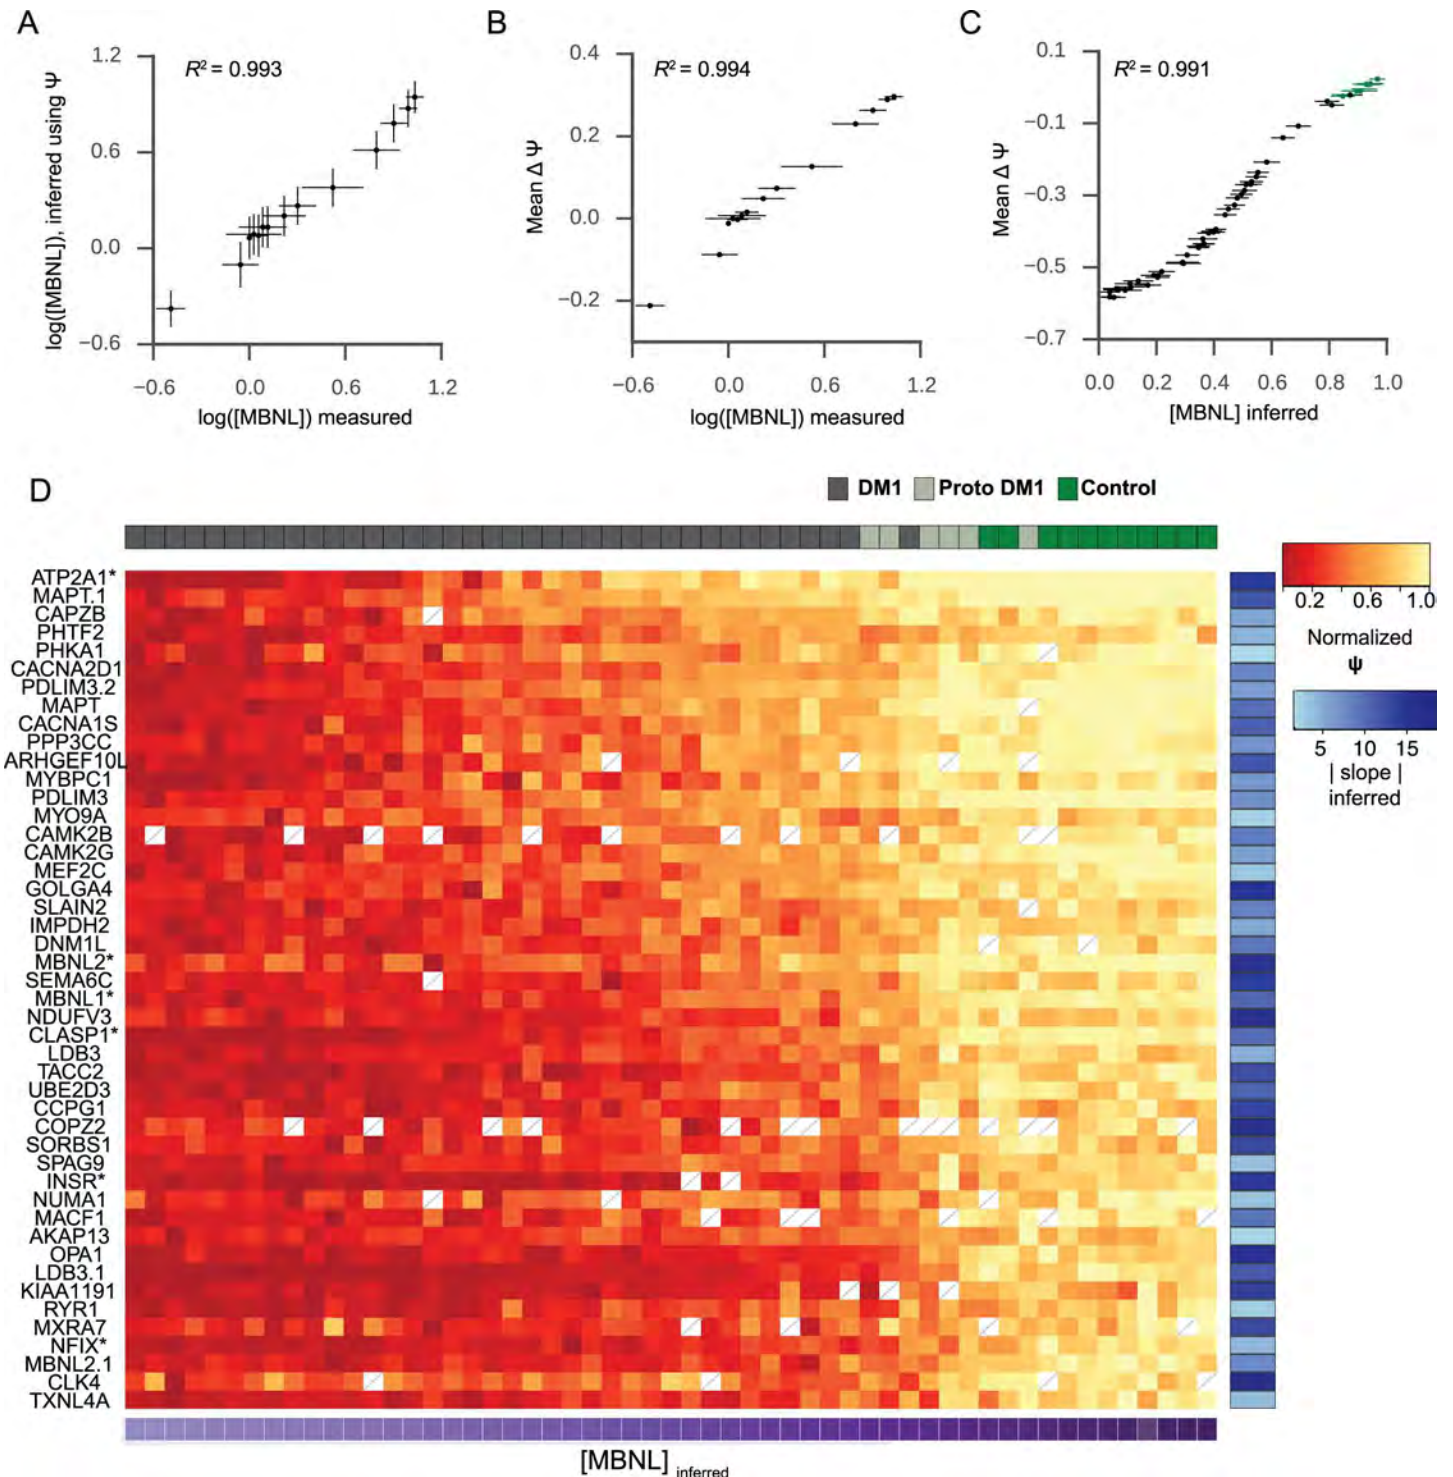 A
B
C
R² = 0.993
R² = 0.994
R² = 0.991
log([MBNL]), inferred using Ψ
1.2
0.6
0.0
−0.6
−0.6
0.0
0.6
1.2
log([MBNL]) measured
Mean Δ Ψ
0.4
0.2
0.0
−0.2
−0.6
0.0
0.6
1.2
log([MBNL]) measured
Mean Δ Ψ
0.1
−0.1
−0.3
−0.5
−0.7
0.0
0.2
0.4
0.6
0.8
1.0
[MBNL] inferred
D
DM1
Proto DM1
Control
ATP2A1*
MAPT.1
CAPZB
PHTF2
PHKA1
CACNA2D1
PDLIM3.2
MAPT
CACNA1S
PPP3CC
ARHGEF10L
MYBPC1
PDLIM3
MYO9A
CAMK2B
CAMK2G
MEF2C
GOLGA4
SLAIN2
IMPDH2
DNM1L
MBNL2*
SEMA6C
MBNL1*
NDUFV3
CLASP1*
LDB3
TACC2
UBE2D3
CCPG1
COPZ2
SORBS1
SPAG9
INSR*
NUMA1
MACF1
AKAP13
OPA1
LDB3.1
KIAA1191
RYR1
MXRA7
NFIX*
MBNL2.1
CLK4
TXNL4A
0.2
0.6
1.00
Normalized
Ψ
5
10
15
| slope |
inferred
[MBNL] inferred